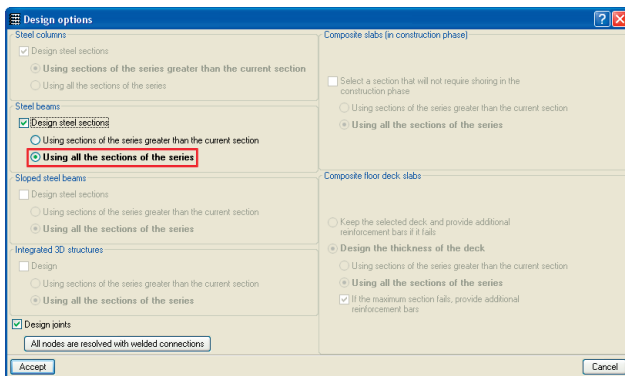 Design options
Steel columns
Design steel sections
Using sections of the series greater than the current section
Using all the sections of the series
Steel beams
Design steel sections
Using sections of the series greater than the current section
Using all the sections of the series
Sloped steel beams
Design steel sections
Using sections of the series greater than the current section
Using all the sections of the series
Integrated 3D structures
Design
Using sections of the series greater than the current section
Using all the sections of the series
Design joints
All nodes are resolved with welded connections
Composite slabs (in construction phase)
Select a section that will not require shoring in the
construction phase
Using sections of the series greater than the current section
Using all the sections of the series
Composite floor deck slabs
Keep the selected deck and provide additional
reinforcement bars if it fails
Design the thickness of the deck
Using sections of the series greater than the current section
Using all the sections of the series
If the maximum section fails, provide additional
reinforcement bars
Accept
Cancel